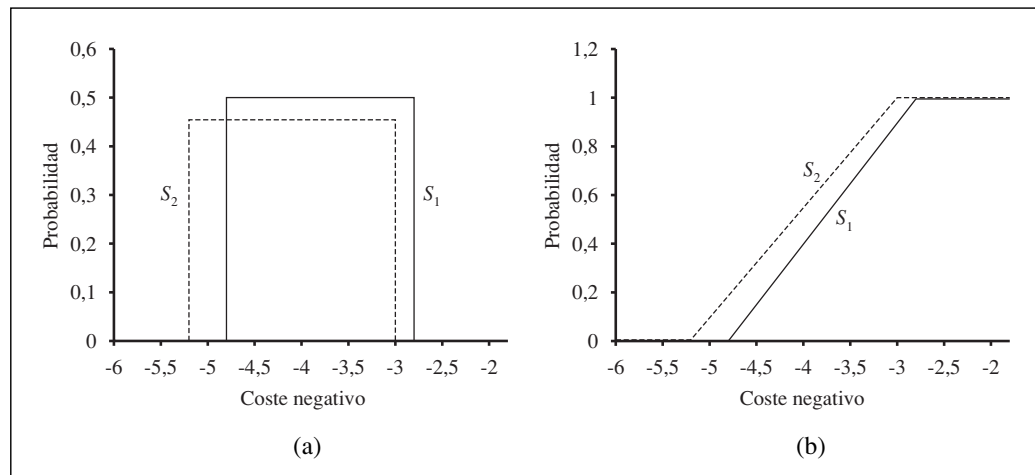 0,6
0,5
0,4
0,3
0,2
0,1
0
Probabilidad
S2
S1
-6 -5,5 -5 -4,5 -4 -3,5 -3 -2,5 -2
Coste negativo
(a)
1,2
1
0,8
0,6
0,4
0,2
0
Probabilidad
S2
S1
-6 -5,5 -5 -4,5 -4 -3,5 -3 -2,5 -2
Coste negativo
(b)